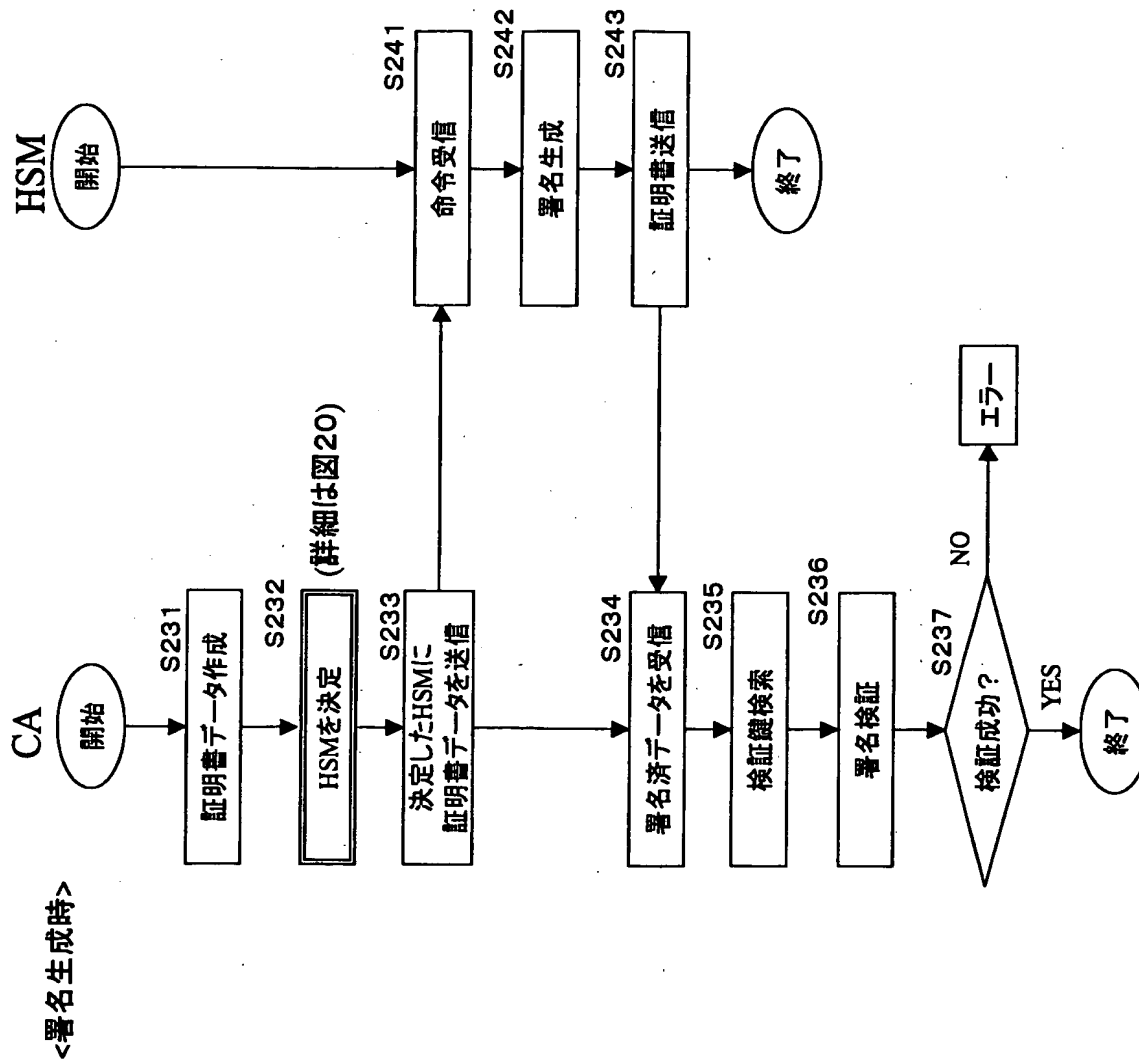 <署名生成時>
CA
開始
S231
証明書データ作成
S232
HSMを決定
(詳細は図20)
S233
決定したHSMに
証明書データを送信
S234
署名済データを受信
S235
検証鍵検索
S236
署名検証
S237
検証成功?
NO
エラー
YES
終了
HSM
開始
S241
命令受信
S242
署名生成
S243
証明書送信
終了